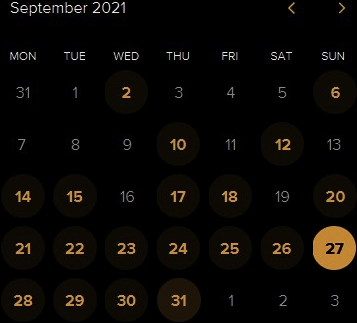 September 2021 < >
MON TUE WED THU FRI SAT SUN
31 1 2 3 4 5 6
7 8 9 10 11 12 13
14 15 16 17 18 19 20
21 22 23 24 25 26 27
28 29 30 31 1 2 3